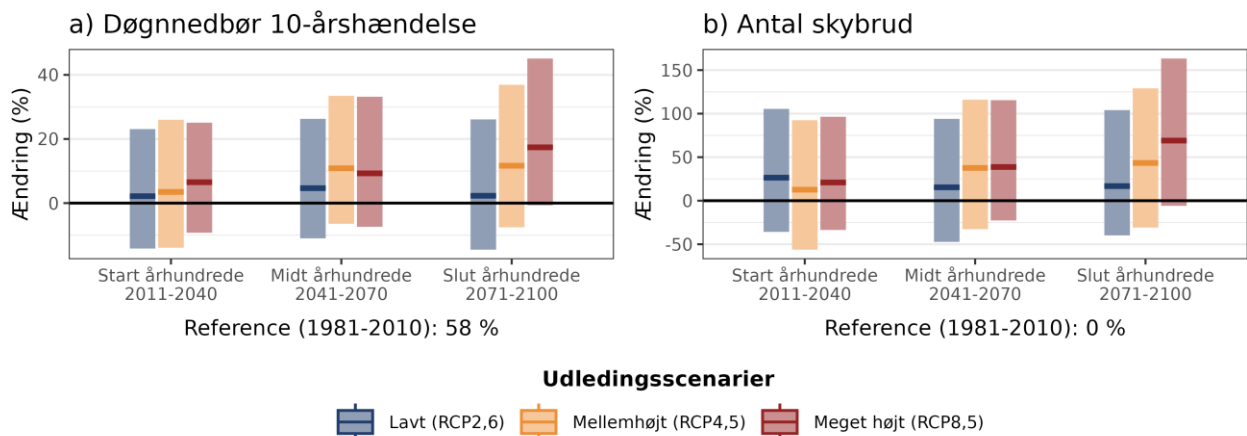 a) Døgnnedbør 10-årshændelse
Ændring (%)
40
20
0
Start århundrede
2011-2040
Midt århundrede
2041-2070
Slut århundrede
2071-2100
Reference (1981-2010): 58 %
b) Antal skybrud
Ændring (%)
150
100
50
0
-50
Start århundrede
2011-2040
Midt århundrede
2041-2070
Slut århundrede
2071-2100
Reference (1981-2010): 0 %
Udledingsscenarier
Lavt (RCP2,6)
Mellemhøjt (RCP4,5)
Meget højt (RCP8,5)